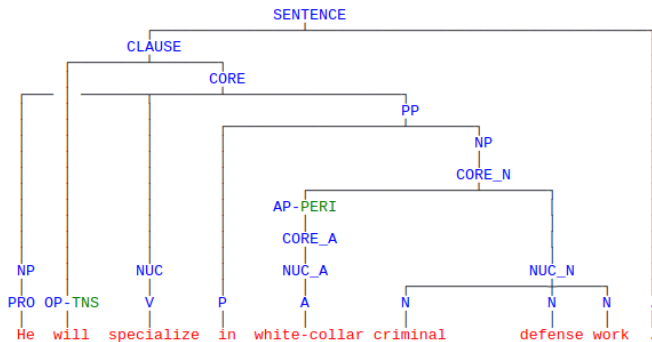 SENTENCE
CLAUSE
CORE
PP
NP
CORE_N
AP-PERI
CORE_A
NP NUC NUC_A NUC_N
PRO OP-TNS V P A N N N .
He will specialize in white-collar criminal defense work .